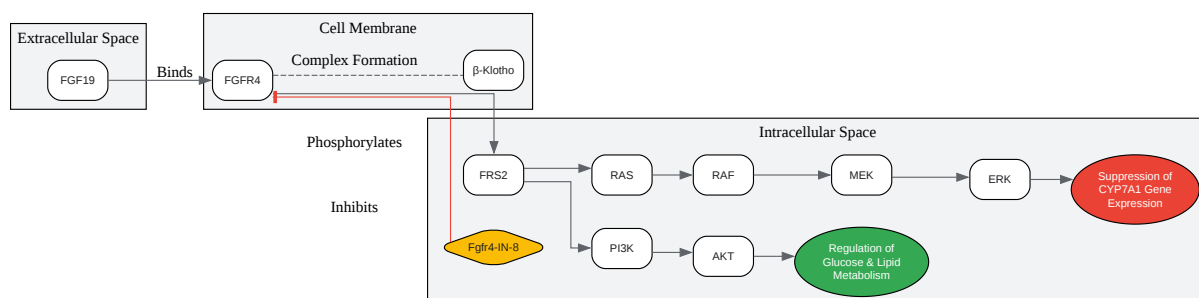 Extracellular Space
Cell Membrane
FGF19
Binds
FGFR4
Complex Formation
β-Klotho
Phosphorylates
Intracellular Space
FRS2
RAS
RAF
MEK
ERK
Suppression of
CYP7A1 Gene
Expression
Inhibits
Fgfr4-IN-8
PI3K
AKT
Regulation of
Glucose & Lipid
Metabolism